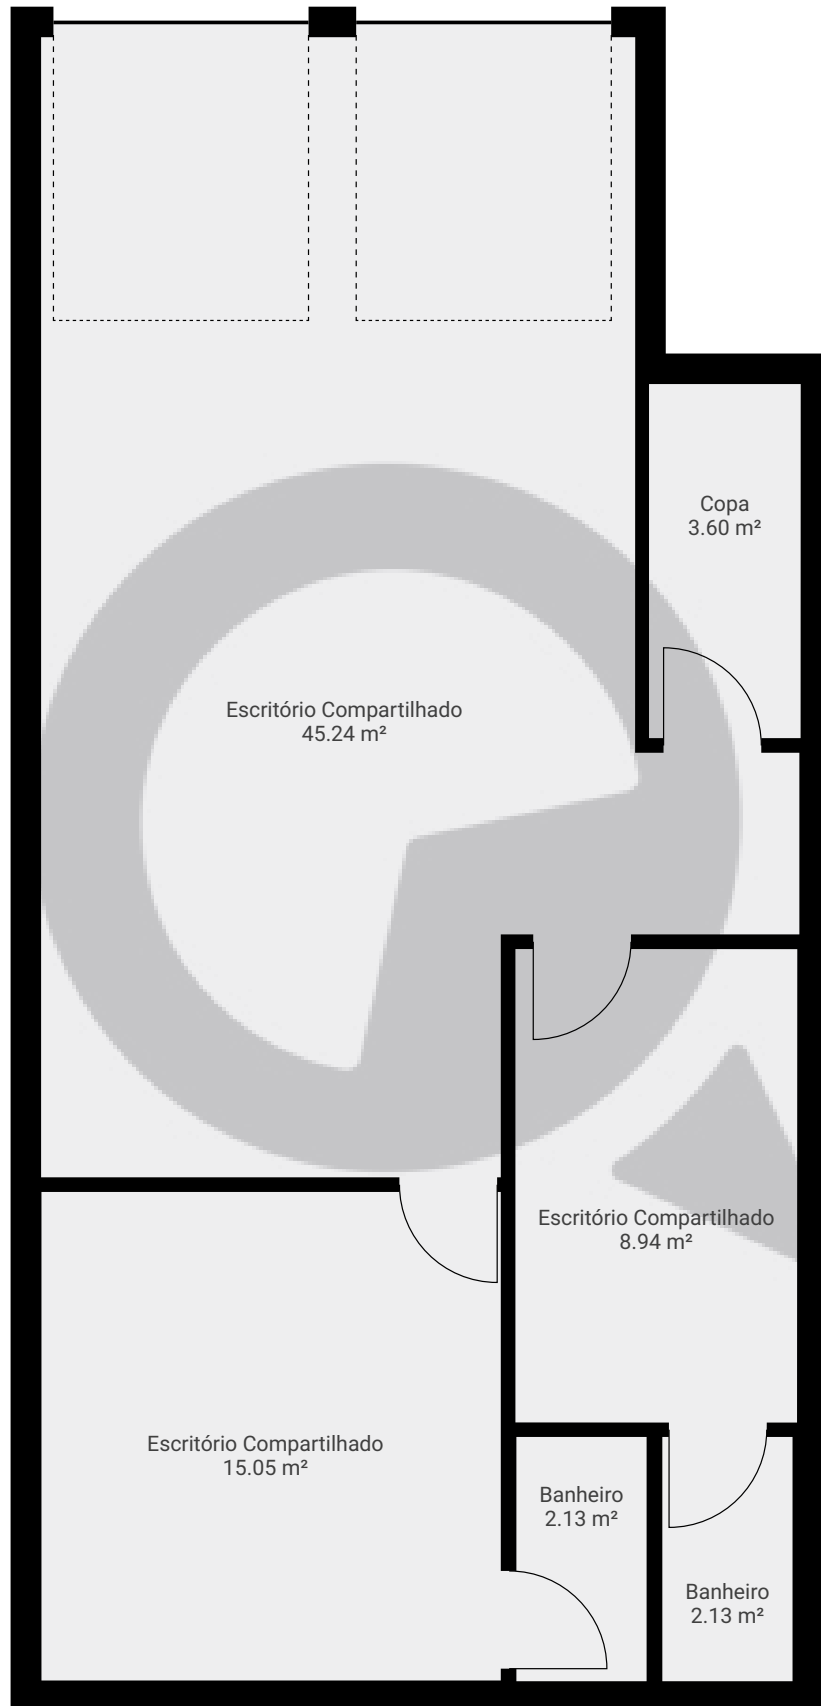 Copa
3.60 m²
Escritório Compartilhado
45.24 m²
Escritório Compartilhado
8.94 m²
Escritório Compartilhado
15.05 m²
Banheiro
2.13 m²
Banheiro
2.13 m²